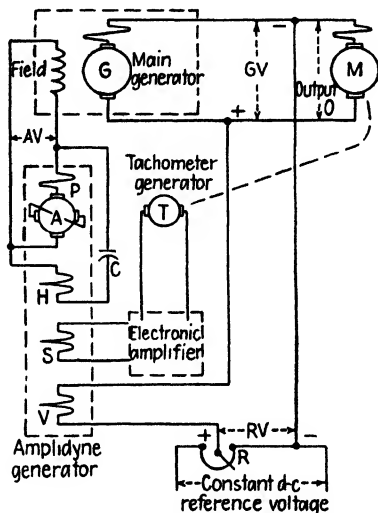 Field
G
Main
generator
GV
−
+
Output
O
M
AV
P
A
Tachometer
generator
T
C
H
S
Electronic
amplifier
V
Amplidyne
generator
RV
+
R
−
Constant d-c
reference voltage